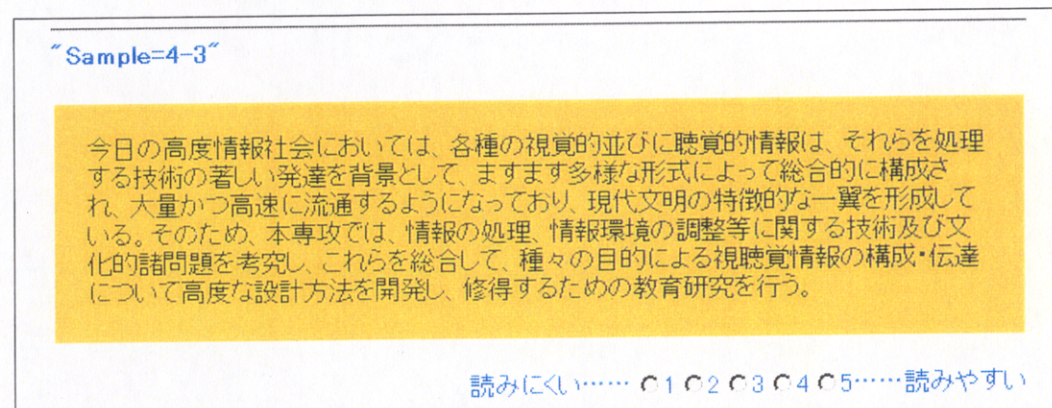 "Sample=4-3"
今日の高度情報社会においては、各種の視覚的並びに聴覚的情報は、それらを処理
する技術の著しい発達を背景として、ますます多様な形式によって総合的に構成さ
れ、大量かつ高速に流通するようになっており、現代文明の特徴的な一翼を形成して
いる。そのため、本専攻では、情報の処理、情報環境の調整等に関する技術及び文
化的諸問題を考究し、これらを総合して、種々の目的による視聴覚情報の構成・伝達
について高度な設計方法を開発し、修得するための教育研究を行う。
読みにくい…… 1 2 3 4 5……読みやすい